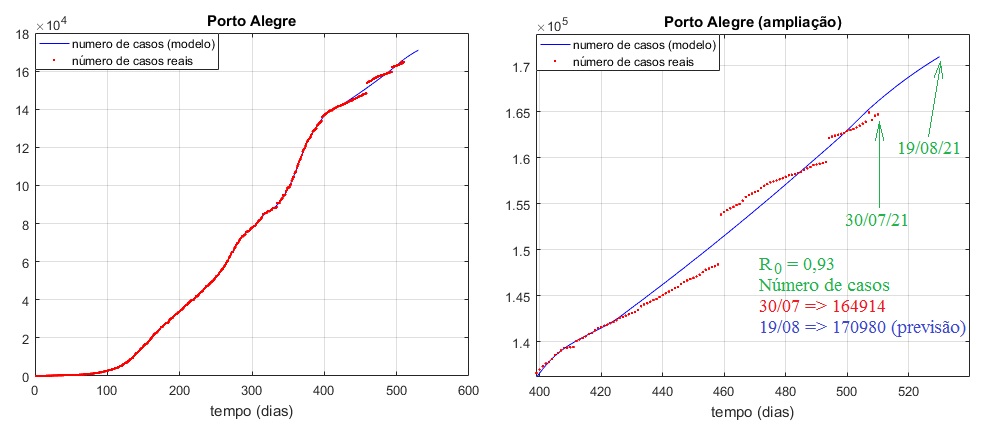 Porto Alegre
×10^4
numero de casos (modelo)
número de casos reais
18
16
14
12
10
8
6
4
2
0
0 100 200 300 400 500 600
tempo (dias)
Porto Alegre (ampliação)
×10^5
numero de casos (modelo)
número de casos reais
1.7
1.65
1.6
1.55
1.5
1.45
1.4
19/08/21
30/07/21
R0 = 0,93
Número de casos
30/07 => 164914
19/08 => 170980 (previsão)
400 420 440 460 480 500 520
tempo (dias)